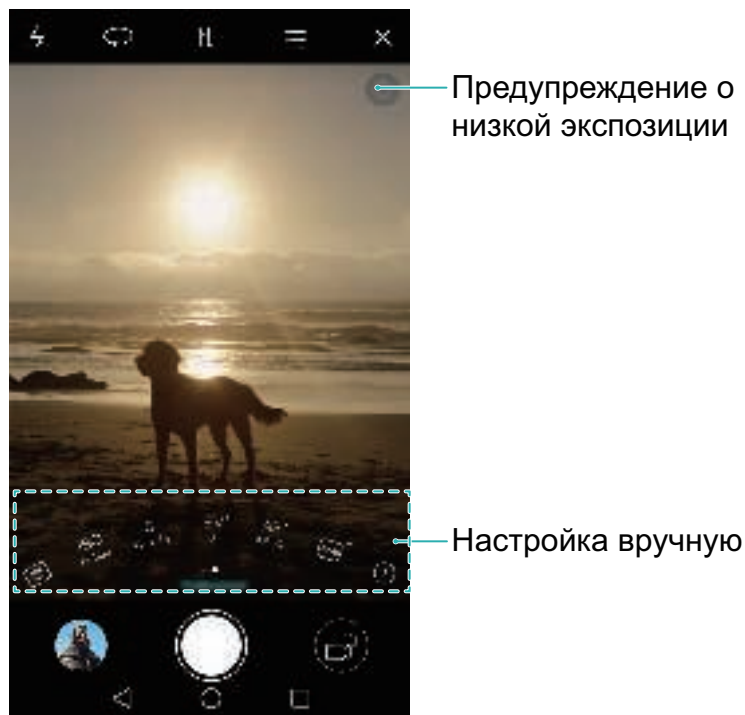 Предупреждение о
низкой экспозиции
Настройка вручную